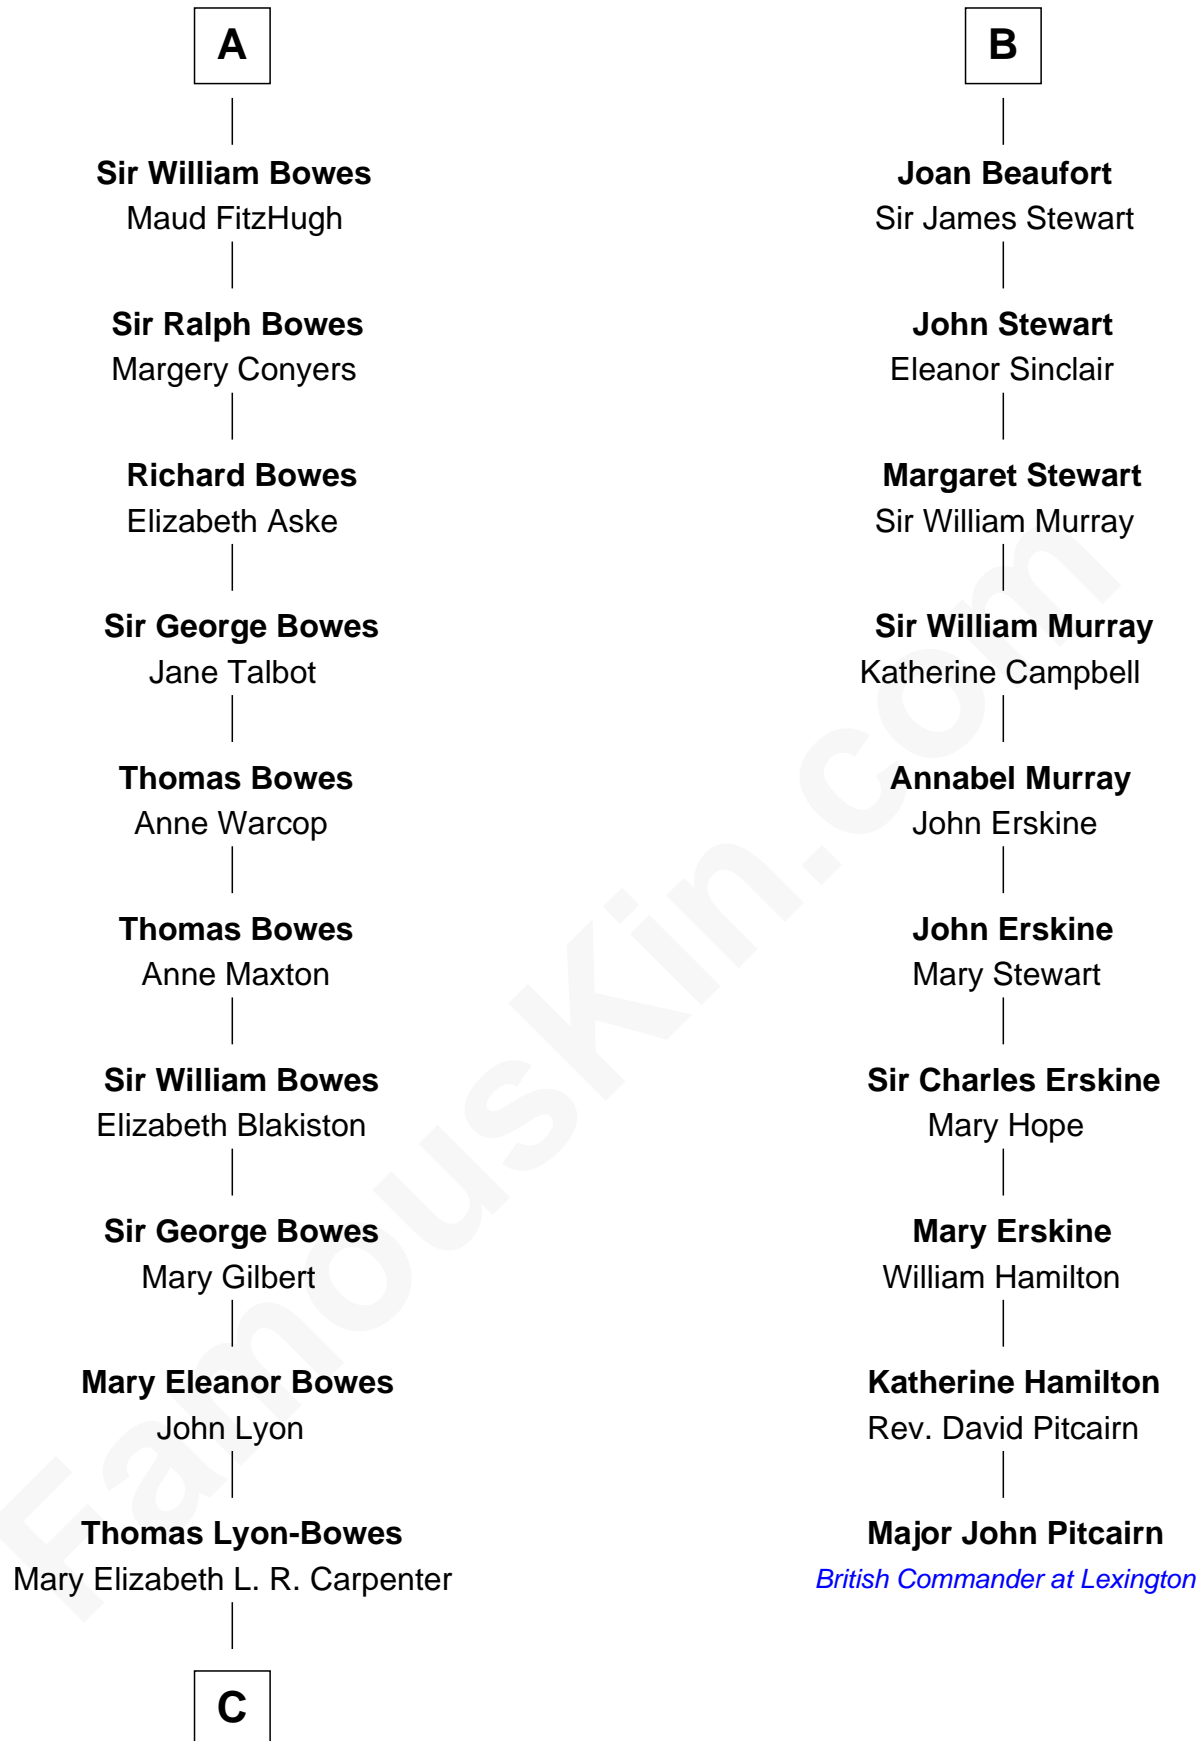 A
Sir William Bowes
Maud FitzHugh
Sir Ralph Bowes
Margery Conyers
Richard Bowes
Elizabeth Aske
Sir George Bowes
Jane Talbot
Thomas Bowes
Anne Warcop
Thomas Bowes
Anne Maxton
Sir William Bowes
Elizabeth Blakiston
Sir George Bowes
Mary Gilbert
Mary Eleanor Bowes
John Lyon
Thomas Lyon-Bowes
Mary Elizabeth L. R. Carpenter
C
B
Joan Beaufort
Sir James Stewart
John Stewart
Eleanor Sinclair
Margaret Stewart
Sir William Murray
Sir William Murray
Katherine Campbell
Annabel Murray
John Erskine
John Erskine
Mary Stewart
Sir Charles Erskine
Mary Hope
Mary Erskine
William Hamilton
Katherine Hamilton
Rev. David Pitcairn
Major John Pitcairn
British Commander at Lexington
FamousKin.com